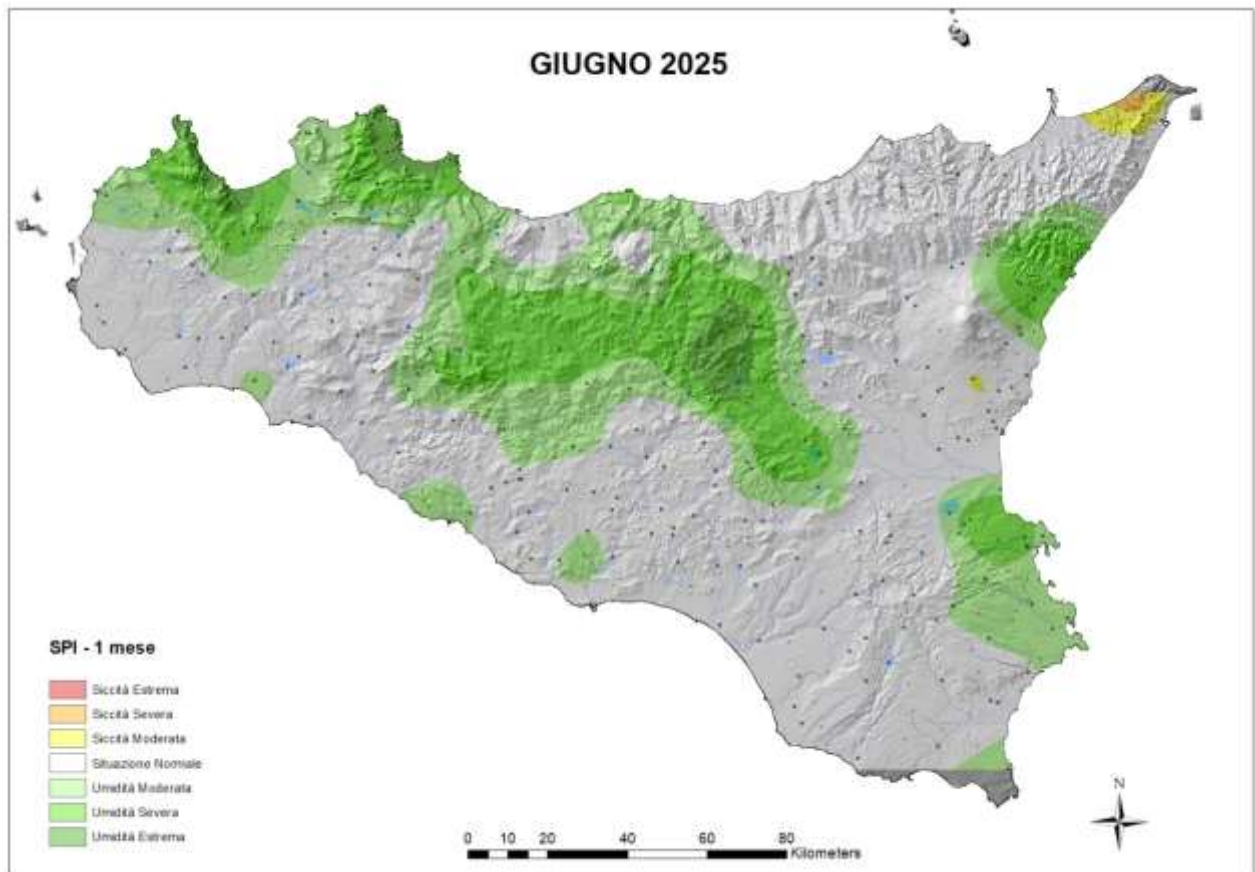 GIUGNO 2025
SPI - 1 mese
Siccità Estrema
Siccità Severa
Siccità Moderata
Situazione Normale
Umidità Moderata
Umidità Severa
Umidità Estrema
N
0 10 20 40 60 80
Kilometers